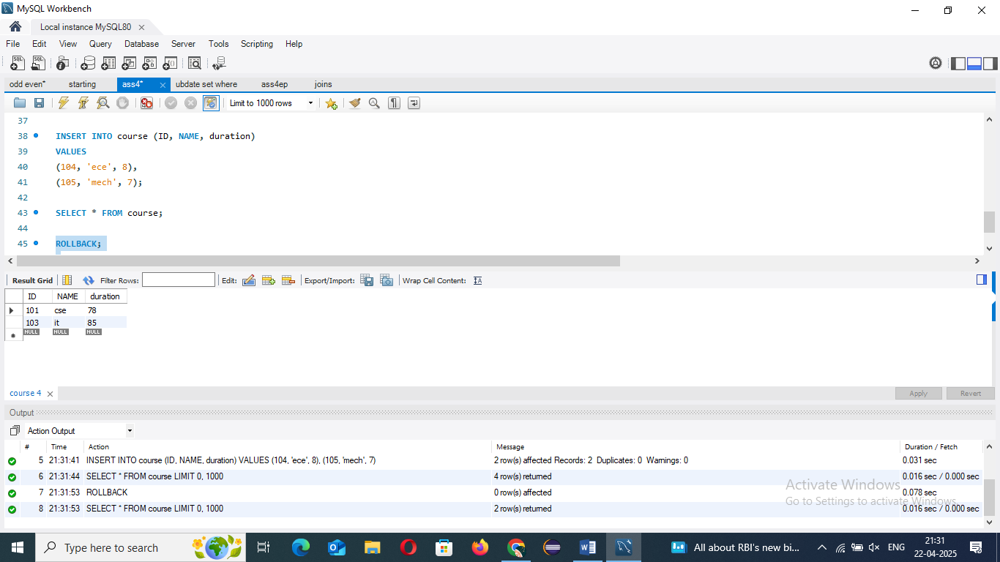 MySQL Workbench
Local instance MySQL80
File Edit View Query Database Server Tools Scripting Help
odd even* starting ass4* ubdate set where ass4ep joins
Limit to 1000 rows
37
38 INSERT INTO course (ID, NAME, duration)
39 VALUES
40 (104, 'ece', 8),
41 (105, 'mech', 7);
42
43 SELECT * FROM course;
44
45 ROLLBACK;
Result Grid Filter Rows: Edit: Export/Import: Wrap Cell Content:
ID NAME duration
101 cse 78
103 it 85
NULL NULL NULL
course 4 Apply Revert
Output
Action Output
# Time Action Message Duration / Fetch
5 21:31:41 INSERT INTO course (ID, NAME, duration) VALUES (104, 'ece', 8), (105, 'mech', 7) 2 row(s) affected Records: 2 Duplicates: 0 Warnings: 0 0.031 sec
6 21:31:44 SELECT * FROM course LIMIT 0, 1000 4 row(s) returned 0.016 sec / 0.000 sec
7 21:31:53 ROLLBACK 0 row(s) affected 0.078 sec
8 21:31:53 SELECT * FROM course LIMIT 0, 1000 2 row(s) returned 0.016 sec / 0.000 sec
Activate Windows
Go to Settings to activate Windows.
Type here to search All about RBI's new bi... ENG 21:31
22-04-2025